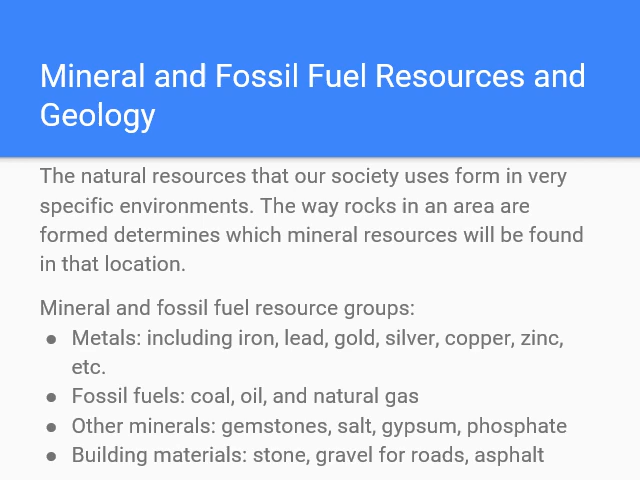 Mineral and Fossil Fuel Resources and
Geology
The natural resources that our society uses form in very
specific environments. The way rocks in an area are
formed determines which mineral resources will be found
in that location.
Mineral and fossil fuel resource groups:
● Metals: including iron, lead, gold, silver, copper, zinc,
etc.
● Fossil fuels: coal, oil, and natural gas
● Other minerals: gemstones, salt, gypsum, phosphate
● Building materials: stone, gravel for roads, asphalt